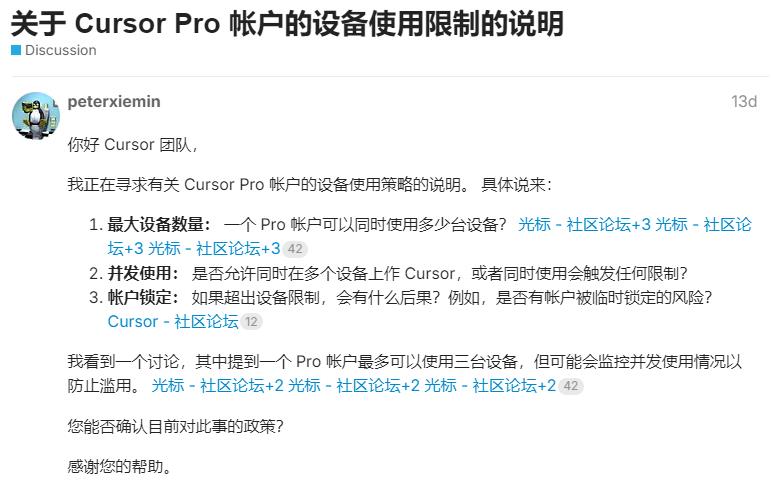 关于 Cursor Pro 帐户的设备使用限制的说明
Discussion
peterxiemin
13d
你好 Cursor 团队，
我正在寻求有关 Cursor Pro 帐户的设备使用策略的说明。 具体说来：
1. 最大设备数量： 一个 Pro 帐户可以同时使用多少台设备？ 光标 - 社区论坛+3 光标 - 社区论
坛+3 光标 - 社区论坛+3 42
2. 并发使用： 是否允许同时在多个设备上作 Cursor，或者同时使用会触发任何限制？
3. 帐户锁定： 如果超出设备限制，会有什么后果？例如，是否有帐户被临时锁定的风险？
Cursor - 社区论坛 12
我看到一个讨论，其中提到一个 Pro 帐户最多可以使用三台设备，但可能会监控并发使用情况以
防止滥用。 光标 - 社区论坛+2 光标 - 社区论坛+2 光标 - 社区论坛+2 42
您能否确认目前对此事的政策？
感谢您的帮助。